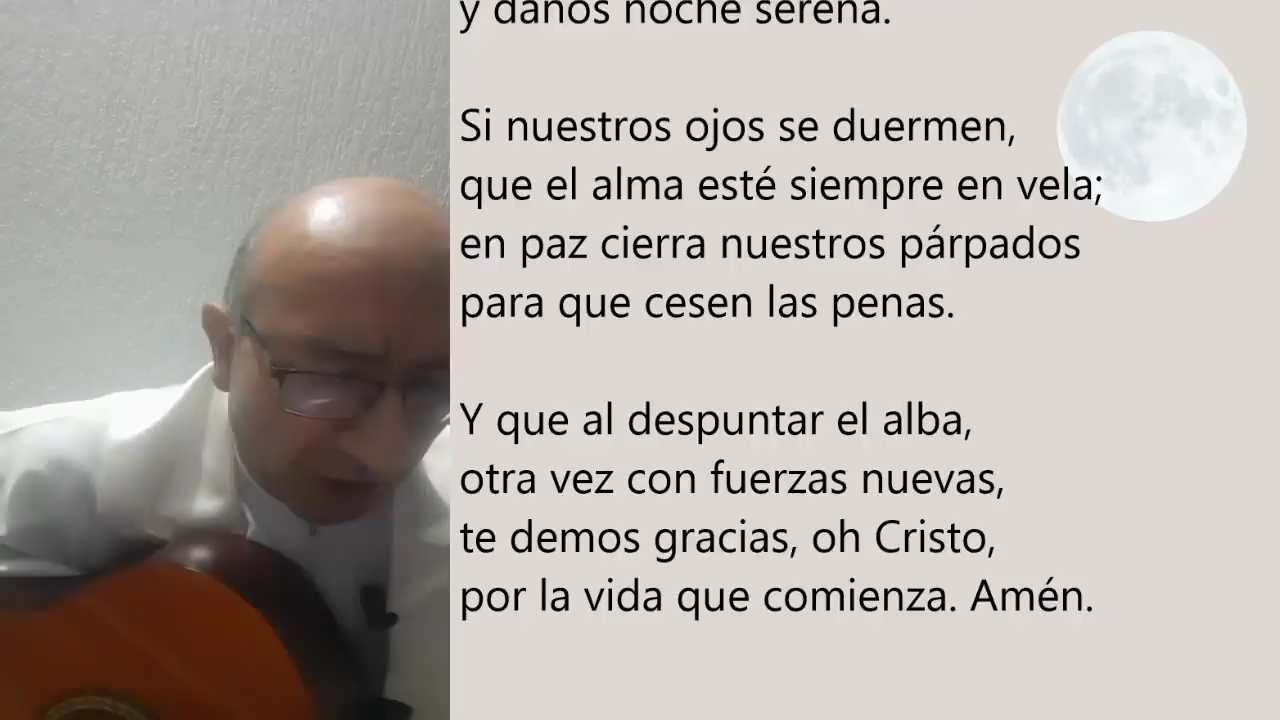 y danos noche serena.
Si nuestros ojos se duermen,
que el alma esté siempre en vela;
en paz cierra nuestros párpados
para que cesen las penas.
Y que al despuntar el alba,
otra vez con fuerzas nuevas,
te demos gracias, oh Cristo,
por la vida que comienza. Amén.